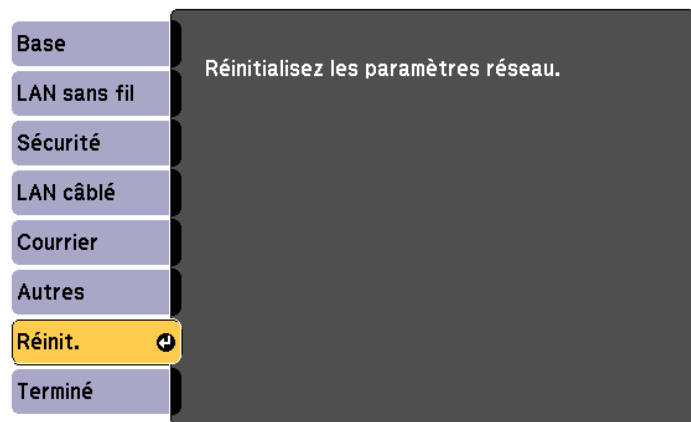 Base
LAN sans fil
Sécurité
LAN câblé
Courrier
Autres
Réinit.
Terminé
Réinitialisez les paramètres réseau.